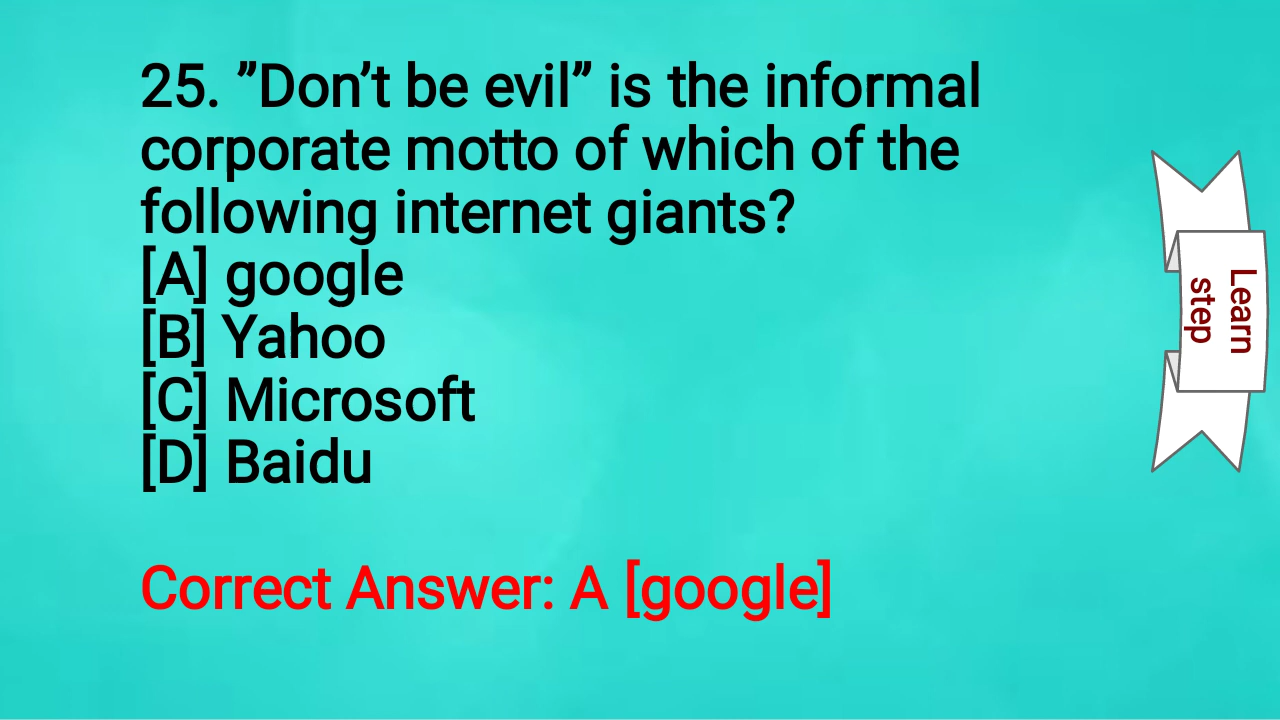 25. ”Don’t be evil” is the informal
corporate motto of which of the
following internet giants?
[A] google
[B] Yahoo
[C] Microsoft
[D] Baidu
Correct Answer: A [google]
Learn
step